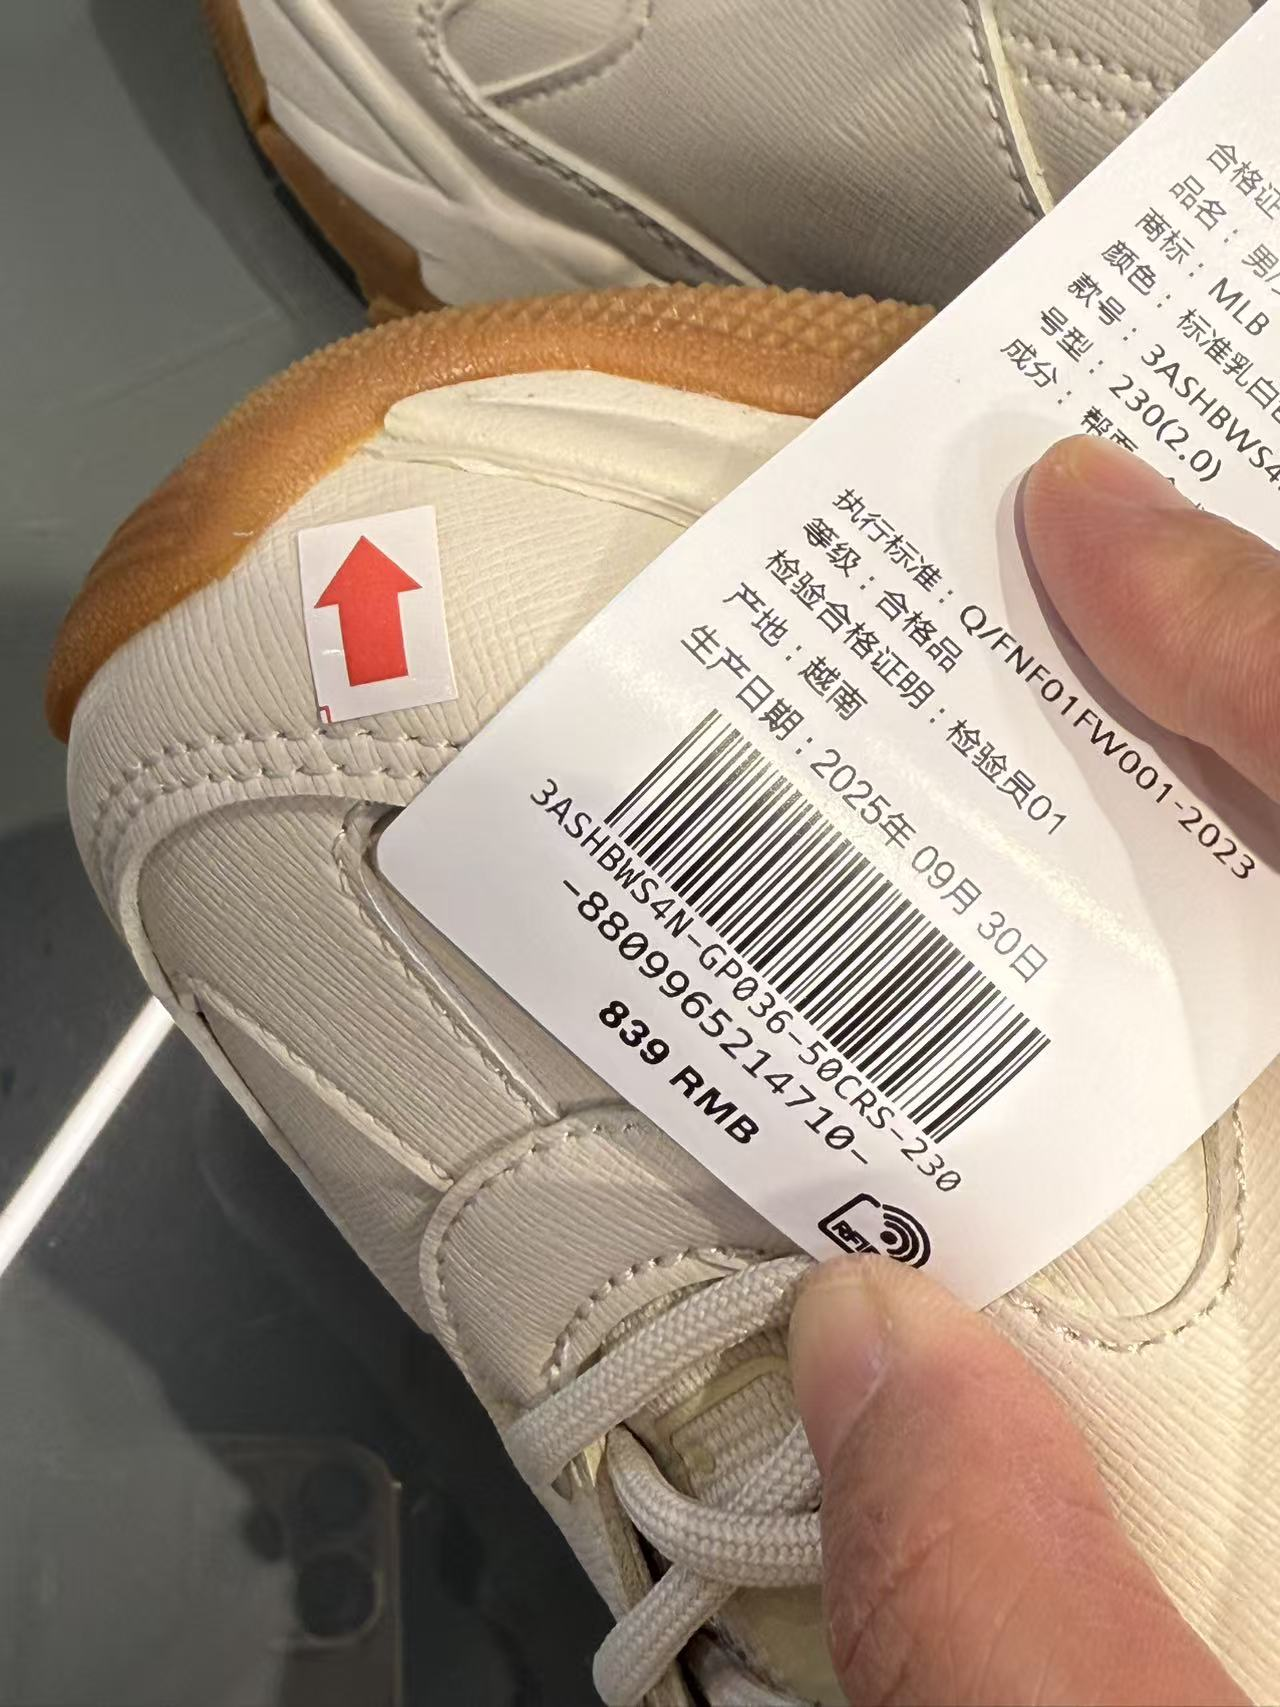 合格证
品名：男
商标：MLB
颜色：标准乳白
款号：3ASHBWS4
号型：230(2.0)
成分：帮面
执行标准：Q/FNF01FW001-2023
等级：合格品
检验合格证明：检验员01
产地：越南
生产日期：2025年 09月 30日
3ASHBWS4N-GP036-50CRS-230
-8809965214710-
839 RMB
RFID